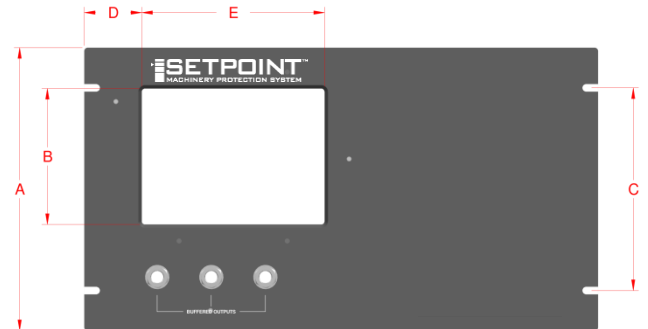 D E
SETPOINT™
MACHINERY PROTECTION SYSTEM
B
A
C
BUFFERED OUTPUTS